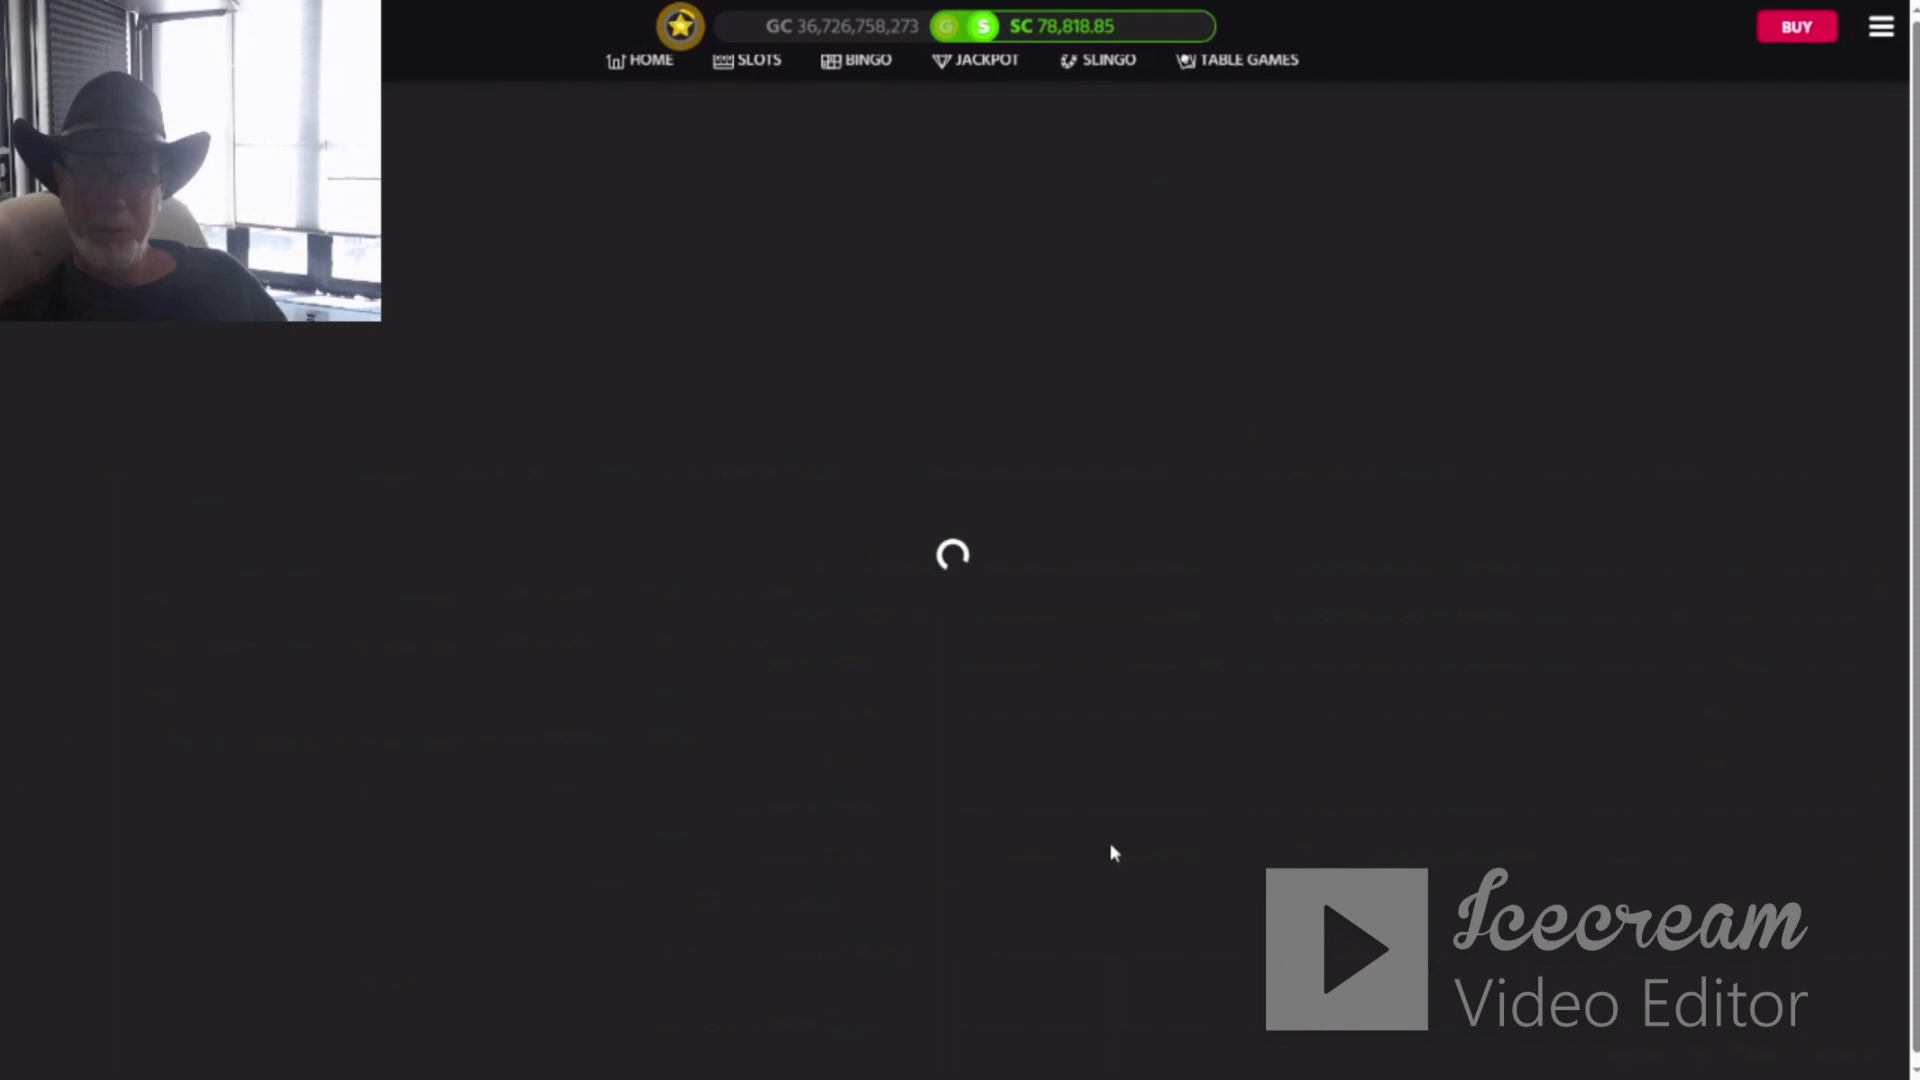 GC 36,726,758,273 G S SC 78,818.85
BUY
HOME SLOTS BINGO JACKPOT SLINGO TABLE GAMES
Icecream
Video Editor